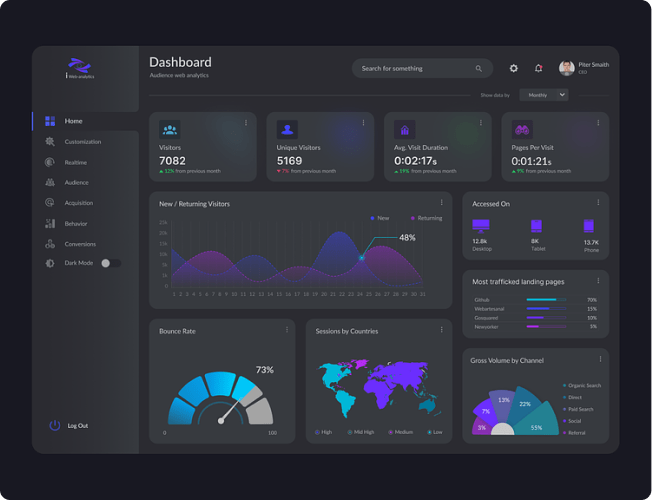 i Web analytics
Dashboard
Audience web analytics
Search for something
Piter Smaith
CEO
Show data by
Monthly
Home
Customization
Realtime
Audience
Acquisition
Behavior
Conversions
Dark Mode
Log Out
Visitors
7082
12% from previous month
Unique Visitors
5169
7% from previous month
Avg. Visit Duration
0:02:17s
19% from previous month
Pages Per Visit
0:01:21s
9% from previous month
New / Returning Visitors
New
Returning
48%
25k
20k
15k
10k
5k
1k
0
1 2 3 4 5 6 7 8 9 10 11 12 13 14 15 16 17 18 19 20 21 22 23 24 25 26 27 28 29 30 31
Accessed On
12.8k
Desktop
8K
Tablet
13.7K
Phone
Most trafficked landing pages
Github 70%
Webartisunal 15%
Gosquared 10%
Newyorker 5%
Bounce Rate
73%
0
100
Sessions by Countries
High
Mid High
Medium
Low
Gross Volume by Channel
5%
7%
13%
22%
55%
Organic Search
Direct
Paid Search
Social
Referral